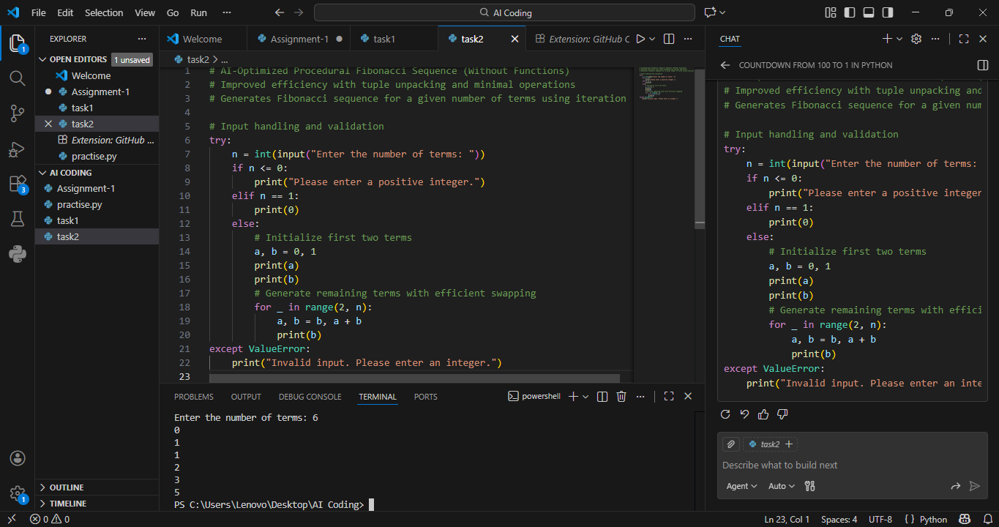 File Edit Selection View Go Run ··· AI Coding
EXPLORER ···
OPEN EDITORS 1 unsaved
Welcome
Assignment-1
task1
task2
Extension: GitHub ...
practise.py
AI CODING
Assignment-1
practise.py
task1
task2
OUTLINE
TIMELINE
Welcome Assignment-1 task1 task2 Extension: GitHub C
task2 > ...
1 # AI-Optimized Procedural Fibonacci Sequence (Without Functions)
2 # Improved efficiency with tuple unpacking and minimal operations
3 # Generates Fibonacci sequence for a given number of terms using iteration
4
5 # Input handling and validation
6 try:
7     n = int(input("Enter the number of terms: "))
8     if n <= 0:
9         print("Please enter a positive integer.")
10     elif n == 1:
11         print(0)
12     else:
13         # Initialize first two terms
14         a, b = 0, 1
15         print(a)
16         print(b)
17         # Generate remaining terms with efficient swapping
18         for _ in range(2, n):
19             a, b = b, a + b
20             print(b)
21 except ValueError:
22     print("Invalid input. Please enter an integer.")
23
PROBLEMS OUTPUT DEBUG CONSOLE TERMINAL PORTS powershell
Enter the number of terms: 6
0
1
1
2
3
5
PS C:\Users\Lenovo\Desktop\AI Coding>
CHAT
COUNTDOWN FROM 100 TO 1 IN PYTHON
# Improved efficiency with tuple unpacking and
# Generates Fibonacci sequence for a given num
# Input handling and validation
try:
    n = int(input("Enter the number of terms:
    if n <= 0:
        print("Please enter a positive integer
    elif n == 1:
        print(0)
    else:
        # Initialize first two terms
        a, b = 0, 1
        print(a)
        print(b)
        # Generate remaining terms with effici
        for _ in range(2, n):
            a, b = b, a + b
            print(b)
except ValueError:
    print("Invalid input. Please enter an inte
task2
Describe what to build next
Agent Auto
1
3
1
0 0 Ln 23, Col 1 Spaces: 4 UTF-8 {} Python